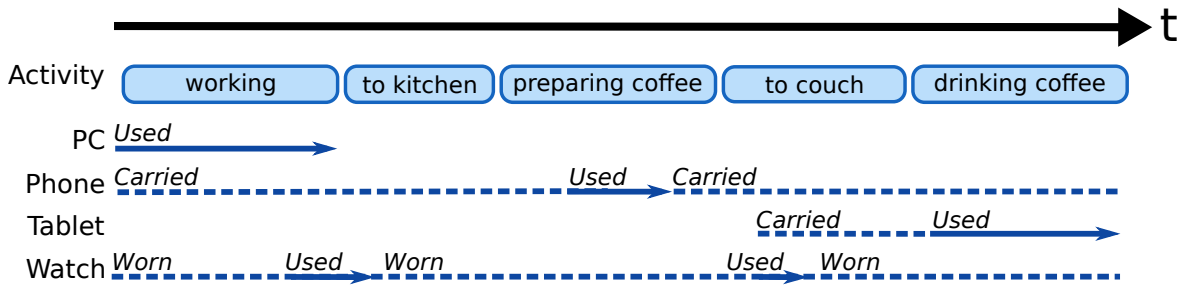 t
Activity working to kitchen preparing coffee to couch drinking coffee
PC Used
Phone Carried Used Carried
Tablet Carried Used
Watch Worn Used Worn Used Worn